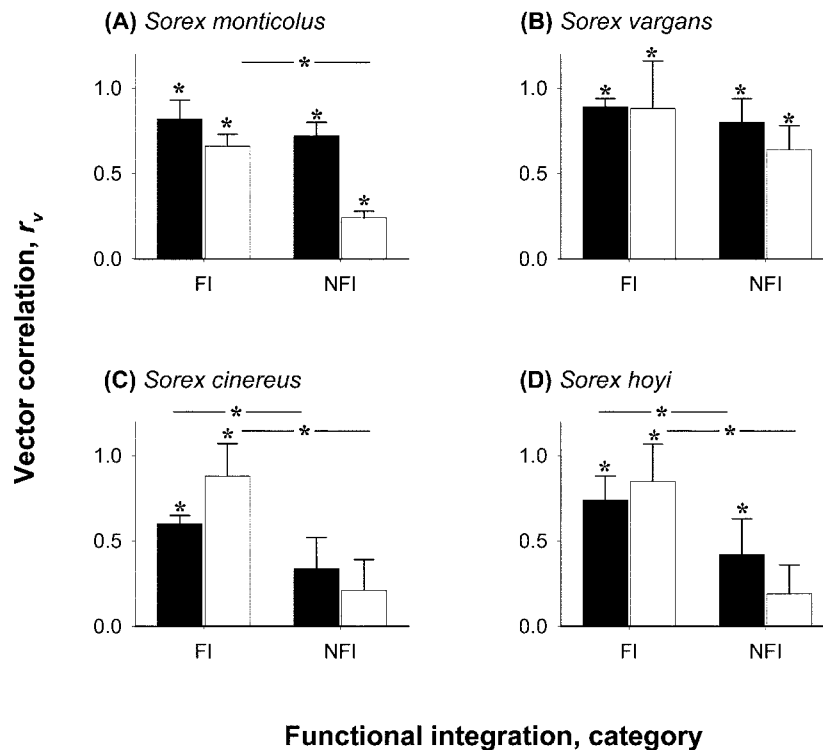 (A) Sorex monticolus
*
* * * *
1.0
0.5
0.0
FI NFI
(B) Sorex vargans
* * * *
1.0
0.5
0.0
FI NFI
(C) Sorex cinereus
*
*
* *
1.0
0.5
0.0
FI NFI
(D) Sorex hoyi
*
*
* * *
1.0
0.5
0.0
FI NFI
Vector correlation, rv
Functional integration, category